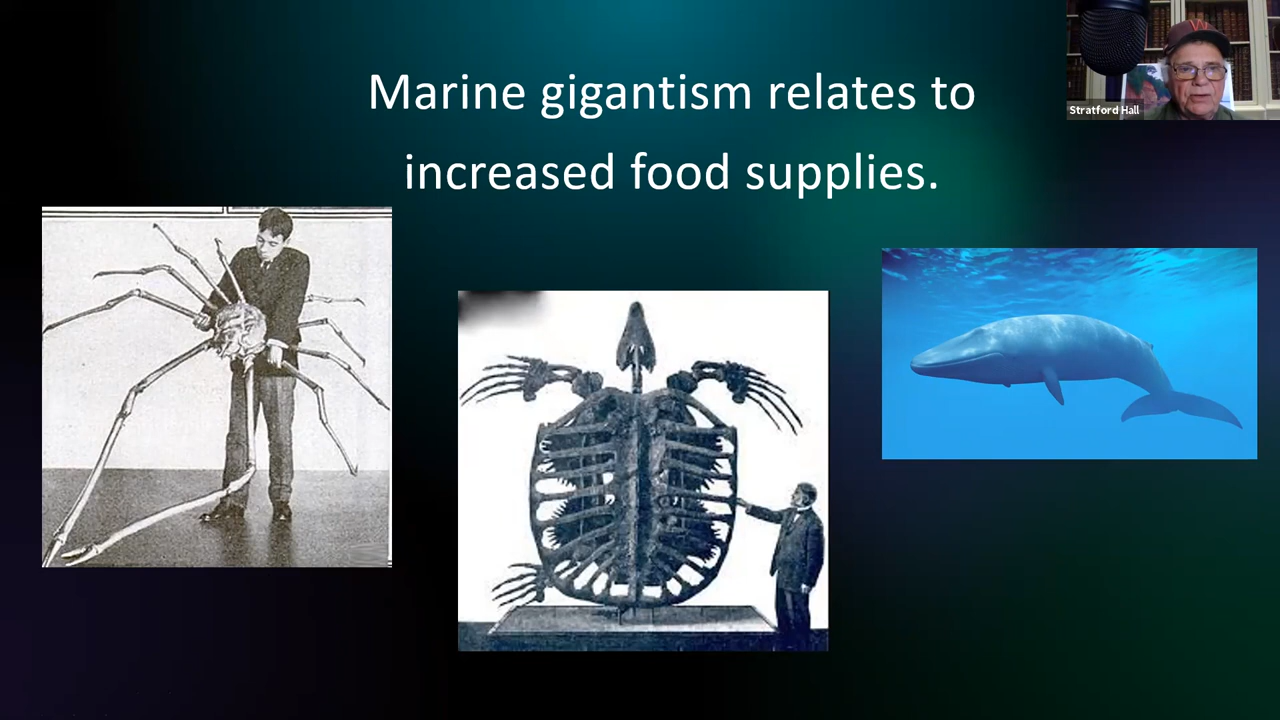 Marine gigantism relates to
increased food supplies.
Stratford Hall
W